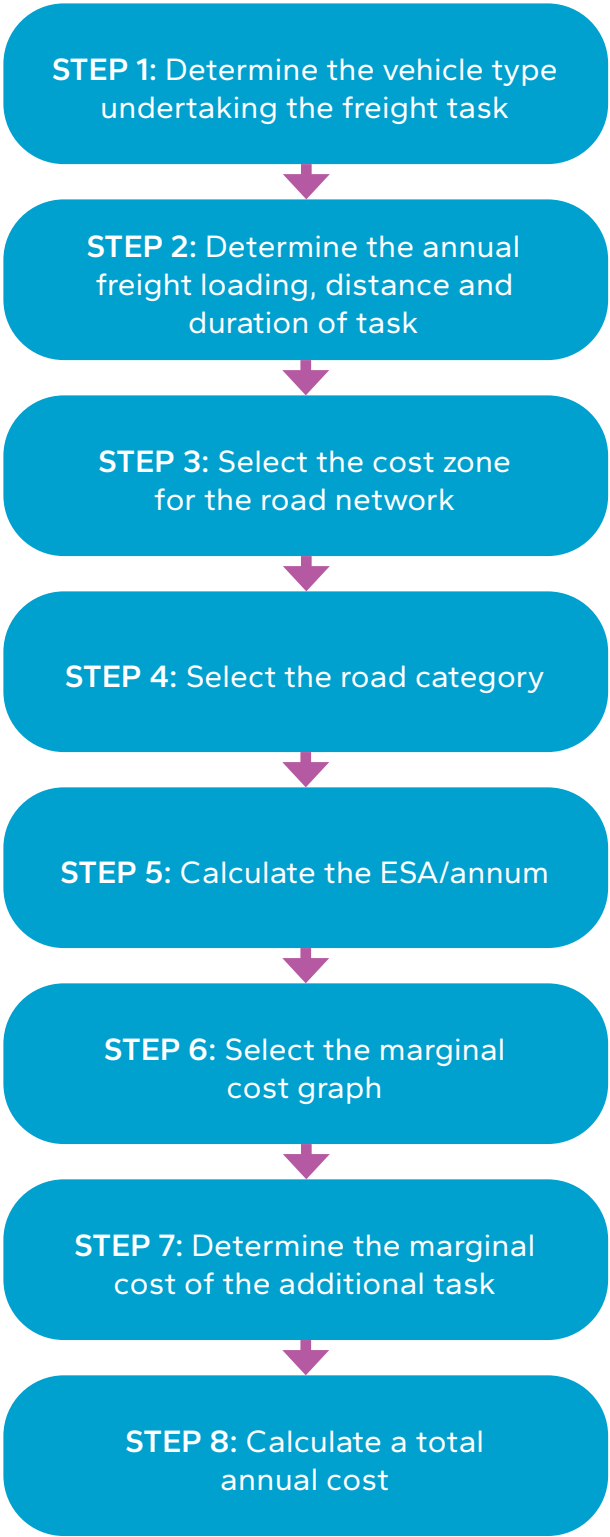 STEP 1: Determine the vehicle type
undertaking the freight task
STEP 2: Determine the annual
freight loading, distance and
duration of task
STEP 3: Select the cost zone
for the road network
STEP 4: Select the road category
STEP 5: Calculate the ESA/annum
STEP 6: Select the marginal
cost graph
STEP 7: Determine the marginal
cost of the additional task
STEP 8: Calculate a total
annual cost